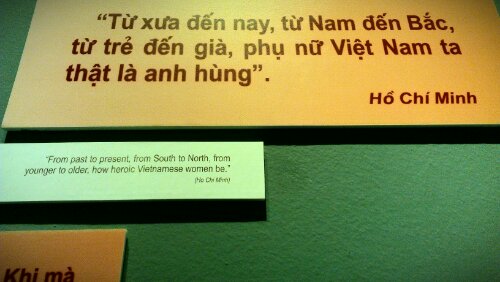 “Từ xưa đến nay, từ Nam đến Bắc,
từ trẻ đến già, phụ nữ Việt Nam ta
thật là anh hùng”.
Hồ Chí Minh
“From past to present, from South to North, from
younger to older, how heroic Vietnamese women be.”
(Ho Chi Minh)
Khi mà